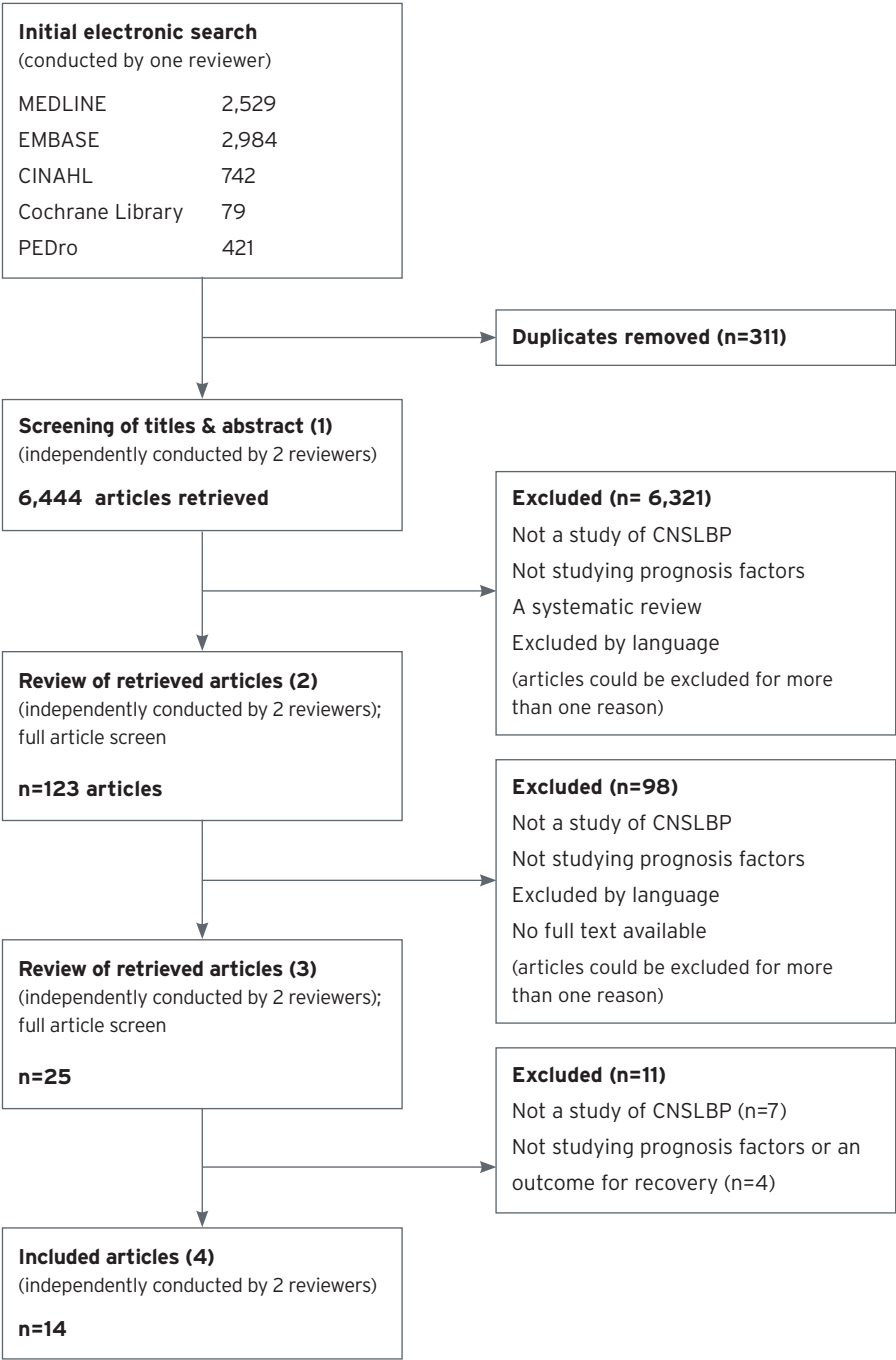 Initial electronic search
(conducted by one reviewer)
MEDLINE 2,529
EMBASE 2,984
CINAHL 742
Cochrane Library 79
PEDro 421
Duplicates removed (n=311)
Screening of titles & abstract (1)
(independently conducted by 2 reviewers)
6,444 articles retrieved
Excluded (n= 6,321)
Not a study of CNSLBP
Not studying prognosis factors
A systematic review
Excluded by language
(articles could be excluded for more
than one reason)
Review of retrieved articles (2)
(independently conducted by 2 reviewers);
full article screen
n=123 articles
Excluded (n=98)
Not a study of CNSLBP
Not studying prognosis factors
Excluded by language
No full text available
(articles could be excluded for more
than one reason)
Review of retrieved articles (3)
(independently conducted by 2 reviewers);
full article screen
n=25
Excluded (n=11)
Not a study of CNSLBP (n=7)
Not studying prognosis factors or an
outcome for recovery (n=4)
Included articles (4)
(independently conducted by 2 reviewers)
n=14